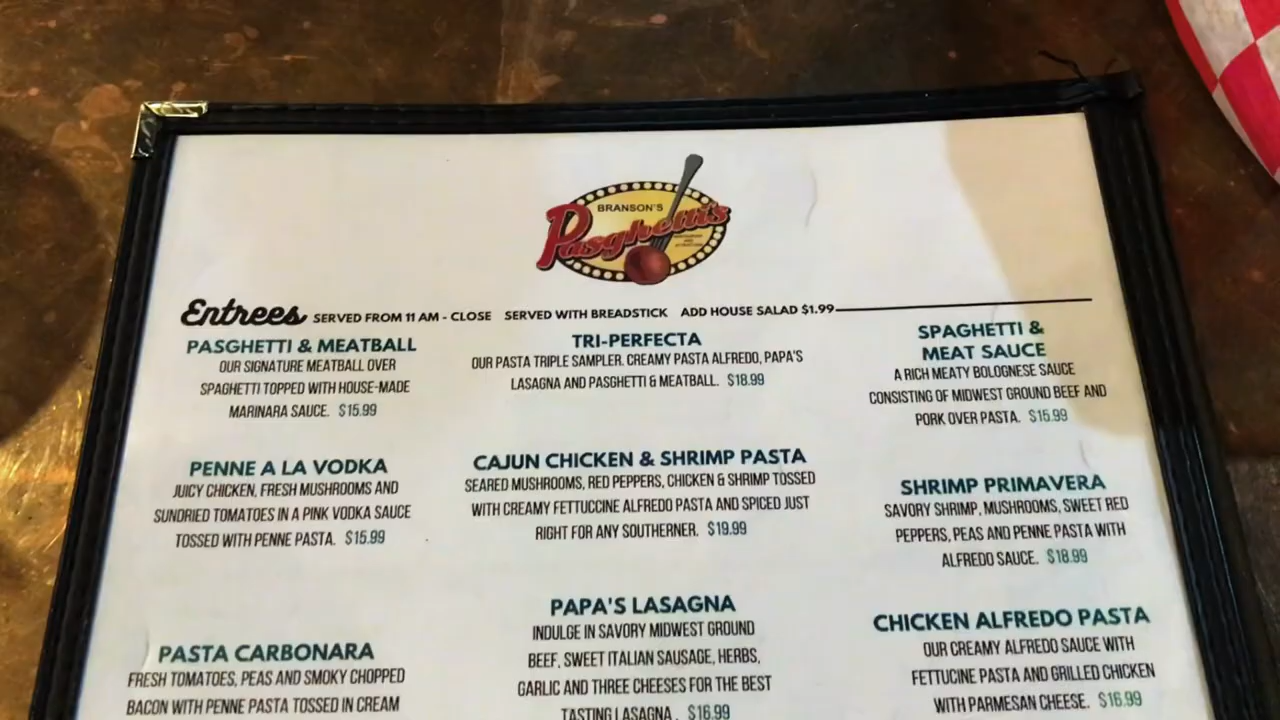 BRANSON'S
Pasghetti's
Entrees SERVED FROM 11 AM - CLOSE SERVED WITH BREADSTICK ADD HOUSE SALAD $1.99
PASGHETTI & MEATBALL
OUR SIGNATURE MEATBALL OVER
SPAGHETTI TOPPED WITH HOUSE-MADE
MARINARA SAUCE. $15.99
PENNE A LA VODKA
JUICY CHICKEN, FRESH MUSHROOMS AND
SUNDRIED TOMATOES IN A PINK VODKA SAUCE
TOSSED WITH PENNE PASTA. $15.99
PASTA CARBONARA
FRESH TOMATOES, PEAS AND SMOKY CHOPPED
BACON WITH PENNE PASTA TOSSED IN CREAM
TRI-PERFECTA
OUR PASTA TRIPLE SAMPLER. CREAMY PASTA ALFREDO, PAPA'S
LASAGNA AND PASGHETTI & MEATBALL. $18.99
CAJUN CHICKEN & SHRIMP PASTA
SEARED MUSHROOMS, RED PEPPERS, CHICKEN & SHRIMP TOSSED
WITH CREAMY FETTUCCINE ALFREDO PASTA AND SPICED JUST
RIGHT FOR ANY SOUTHERNER. $19.99
PAPA'S LASAGNA
INDULGE IN SAVORY MIDWEST GROUND
BEEF, SWEET ITALIAN SAUSAGE, HERBS,
GARLIC AND THREE CHEESES FOR THE BEST
TASTING LASAGNA. $16.99
SPAGHETTI &
MEAT SAUCE
A RICH MEATY BOLOGNESE SAUCE
CONSISTING OF MIDWEST GROUND BEEF AND
PORK OVER PASTA. $15.99
SHRIMP PRIMAVERA
SAVORY SHRIMP, MUSHROOMS, SWEET RED
PEPPERS, PEAS AND PENNE PASTA WITH
ALFREDO SAUCE. $18.99
CHICKEN ALFREDO PASTA
OUR CREAMY ALFREDO SAUCE WITH
FETTUCINE PASTA AND GRILLED CHICKEN
WITH PARMESAN CHEESE. $16.99